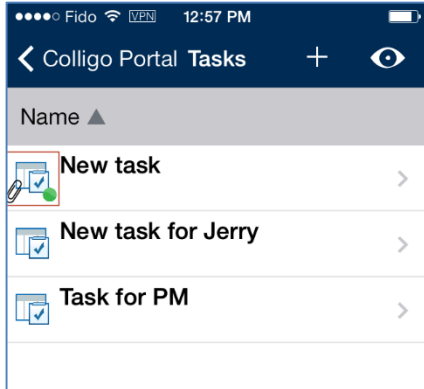 Fido VPN 12:57 PM
Colligo Portal Tasks
Name
New task
New task for Jerry
Task for PM